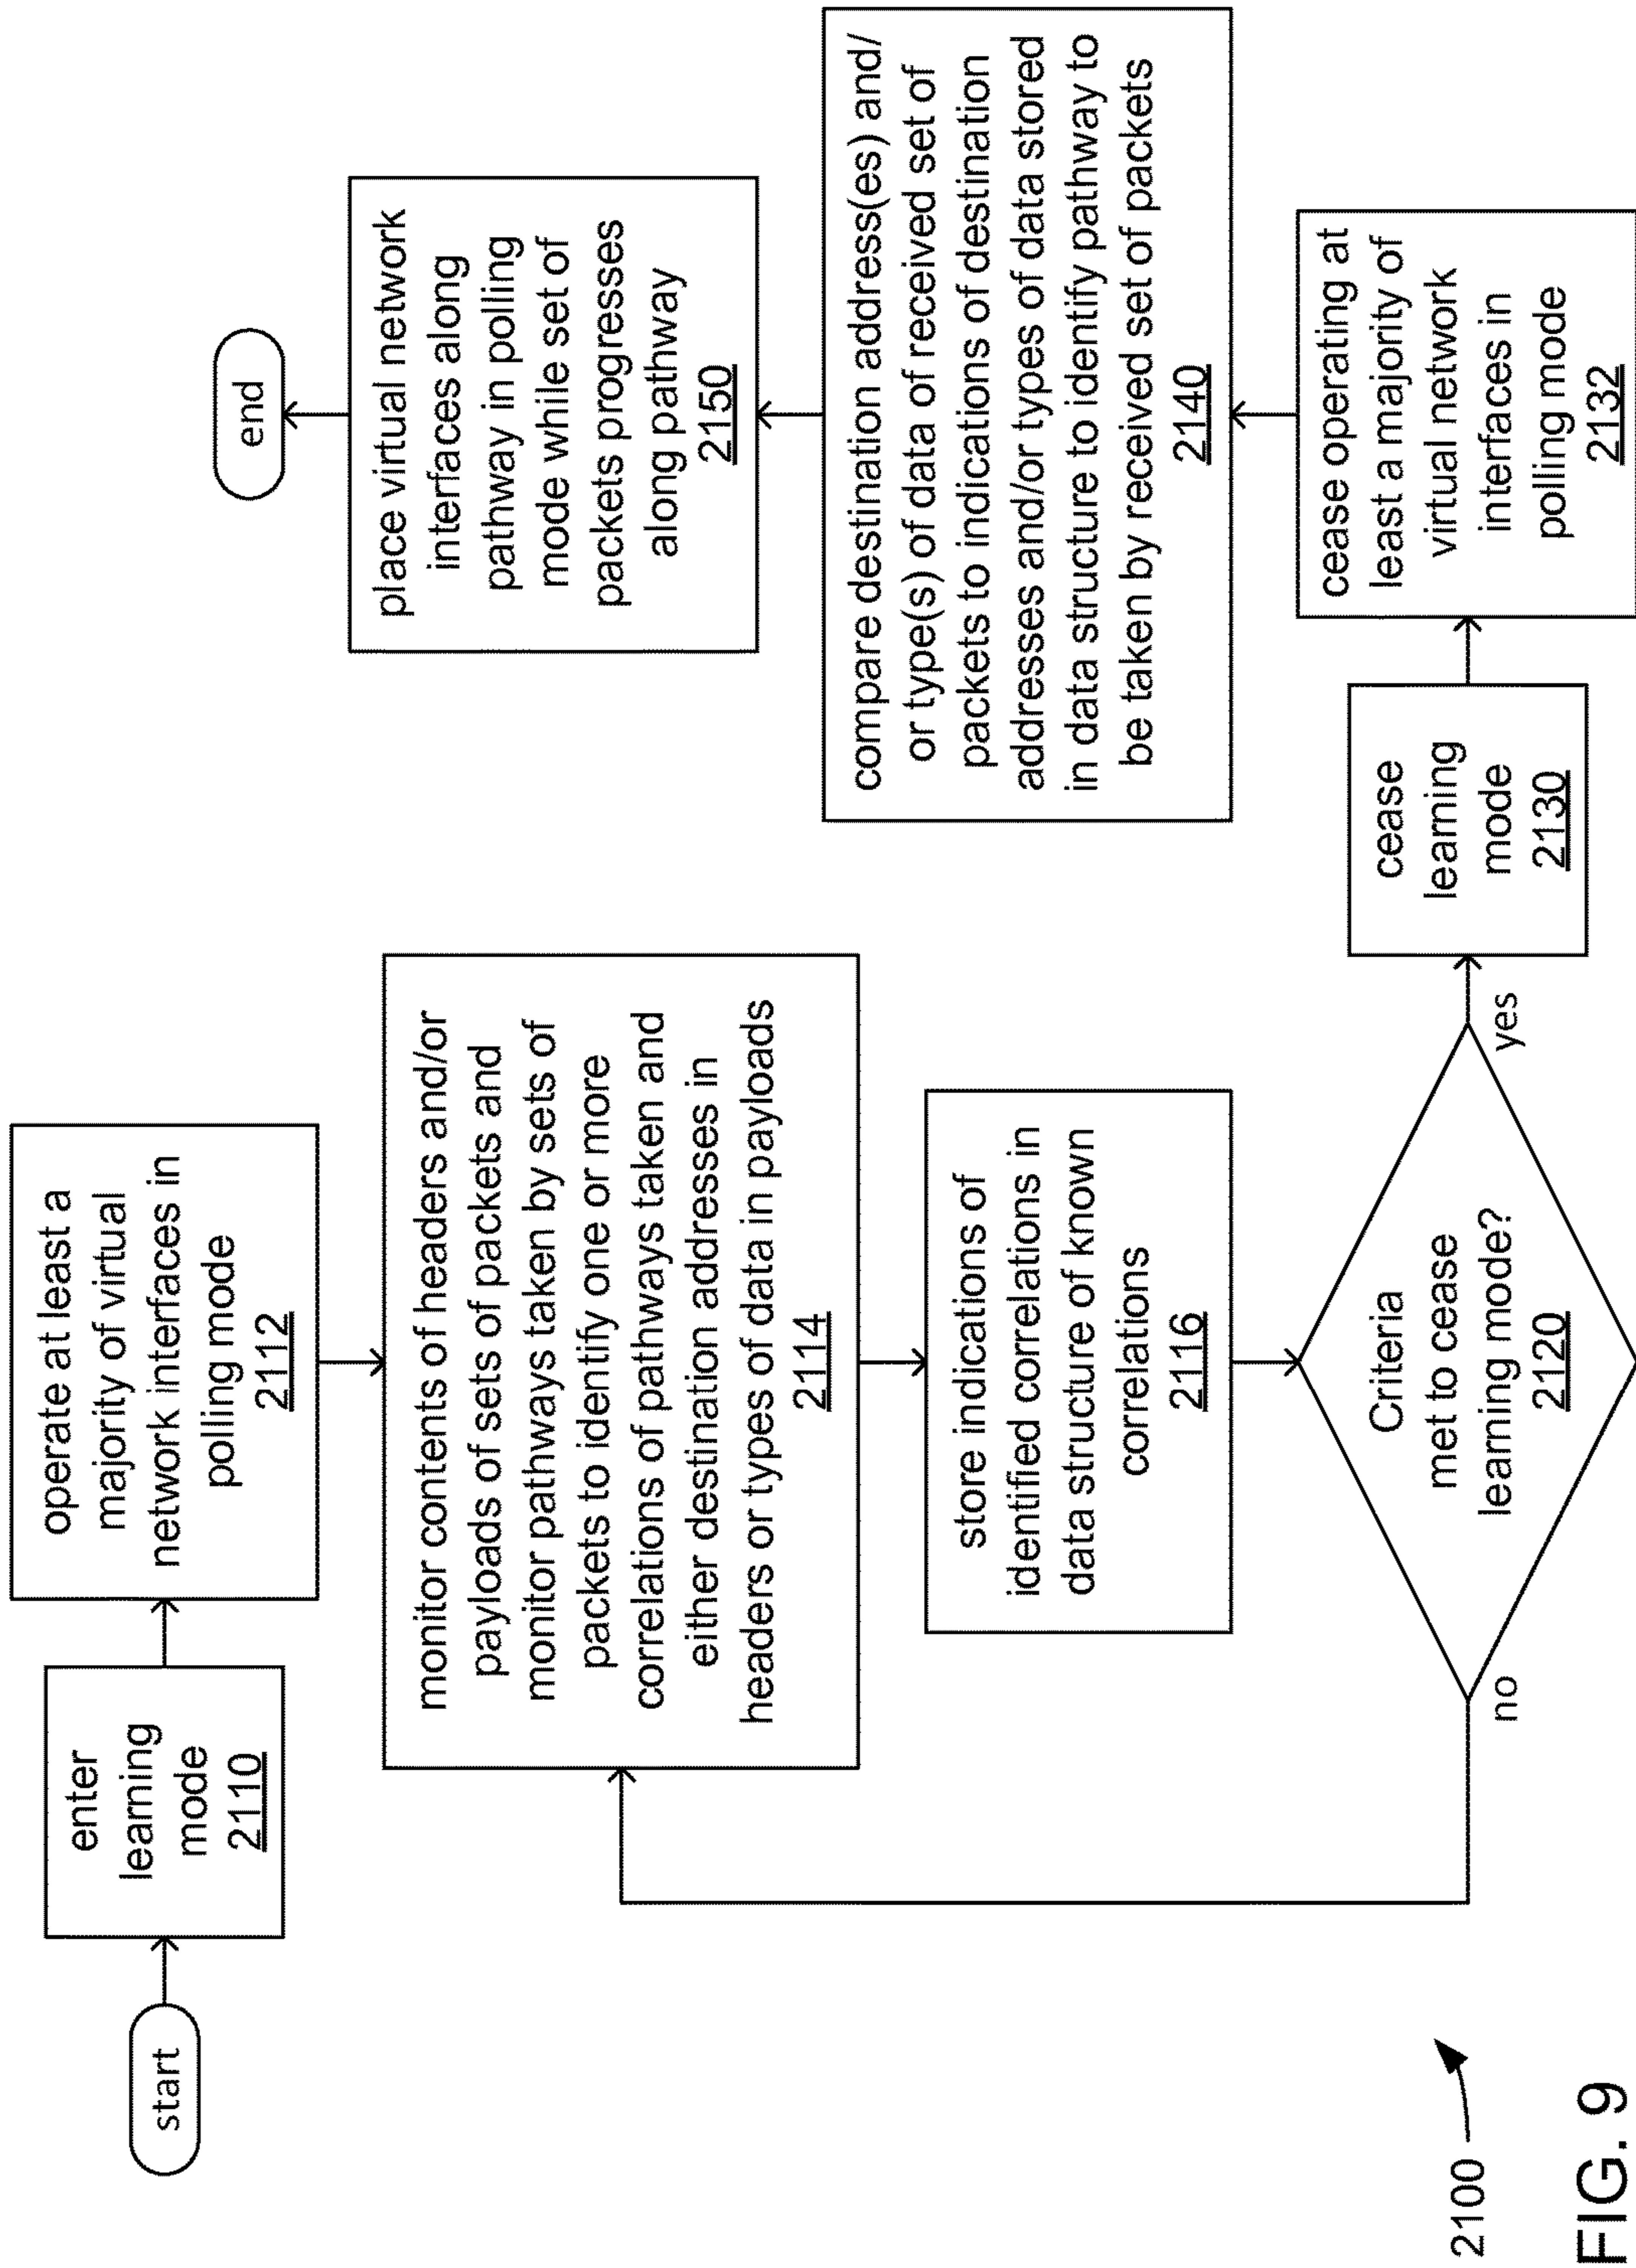 start
enter
learning
mode
2110
operate at least a
majority of virtual
network interfaces in
polling mode
2112
monitor contents of headers and/or
payloads of sets of packets and
monitor pathways taken by sets of
packets to identify one or more
correlations of pathways taken and
either destination addresses in
headers or types of data in payloads
2114
store indications of
identified correlations in
data structure of known
correlations
2116
Criteria
met to cease
learning mode?
2120
no
yes
cease
learning
mode
2130
cease operating at
least a majority of
virtual network
interfaces in
polling mode
2132
compare destination address(es) and/
or type(s) of data of received set of
packets to indications of destination
addresses and/or types of data stored
in data structure to identify pathway to
be taken by received set of packets
2140
place virtual network
interfaces along
pathway in polling
mode while set of
packets progresses
along pathway
2150
end
2100
FIG. 9